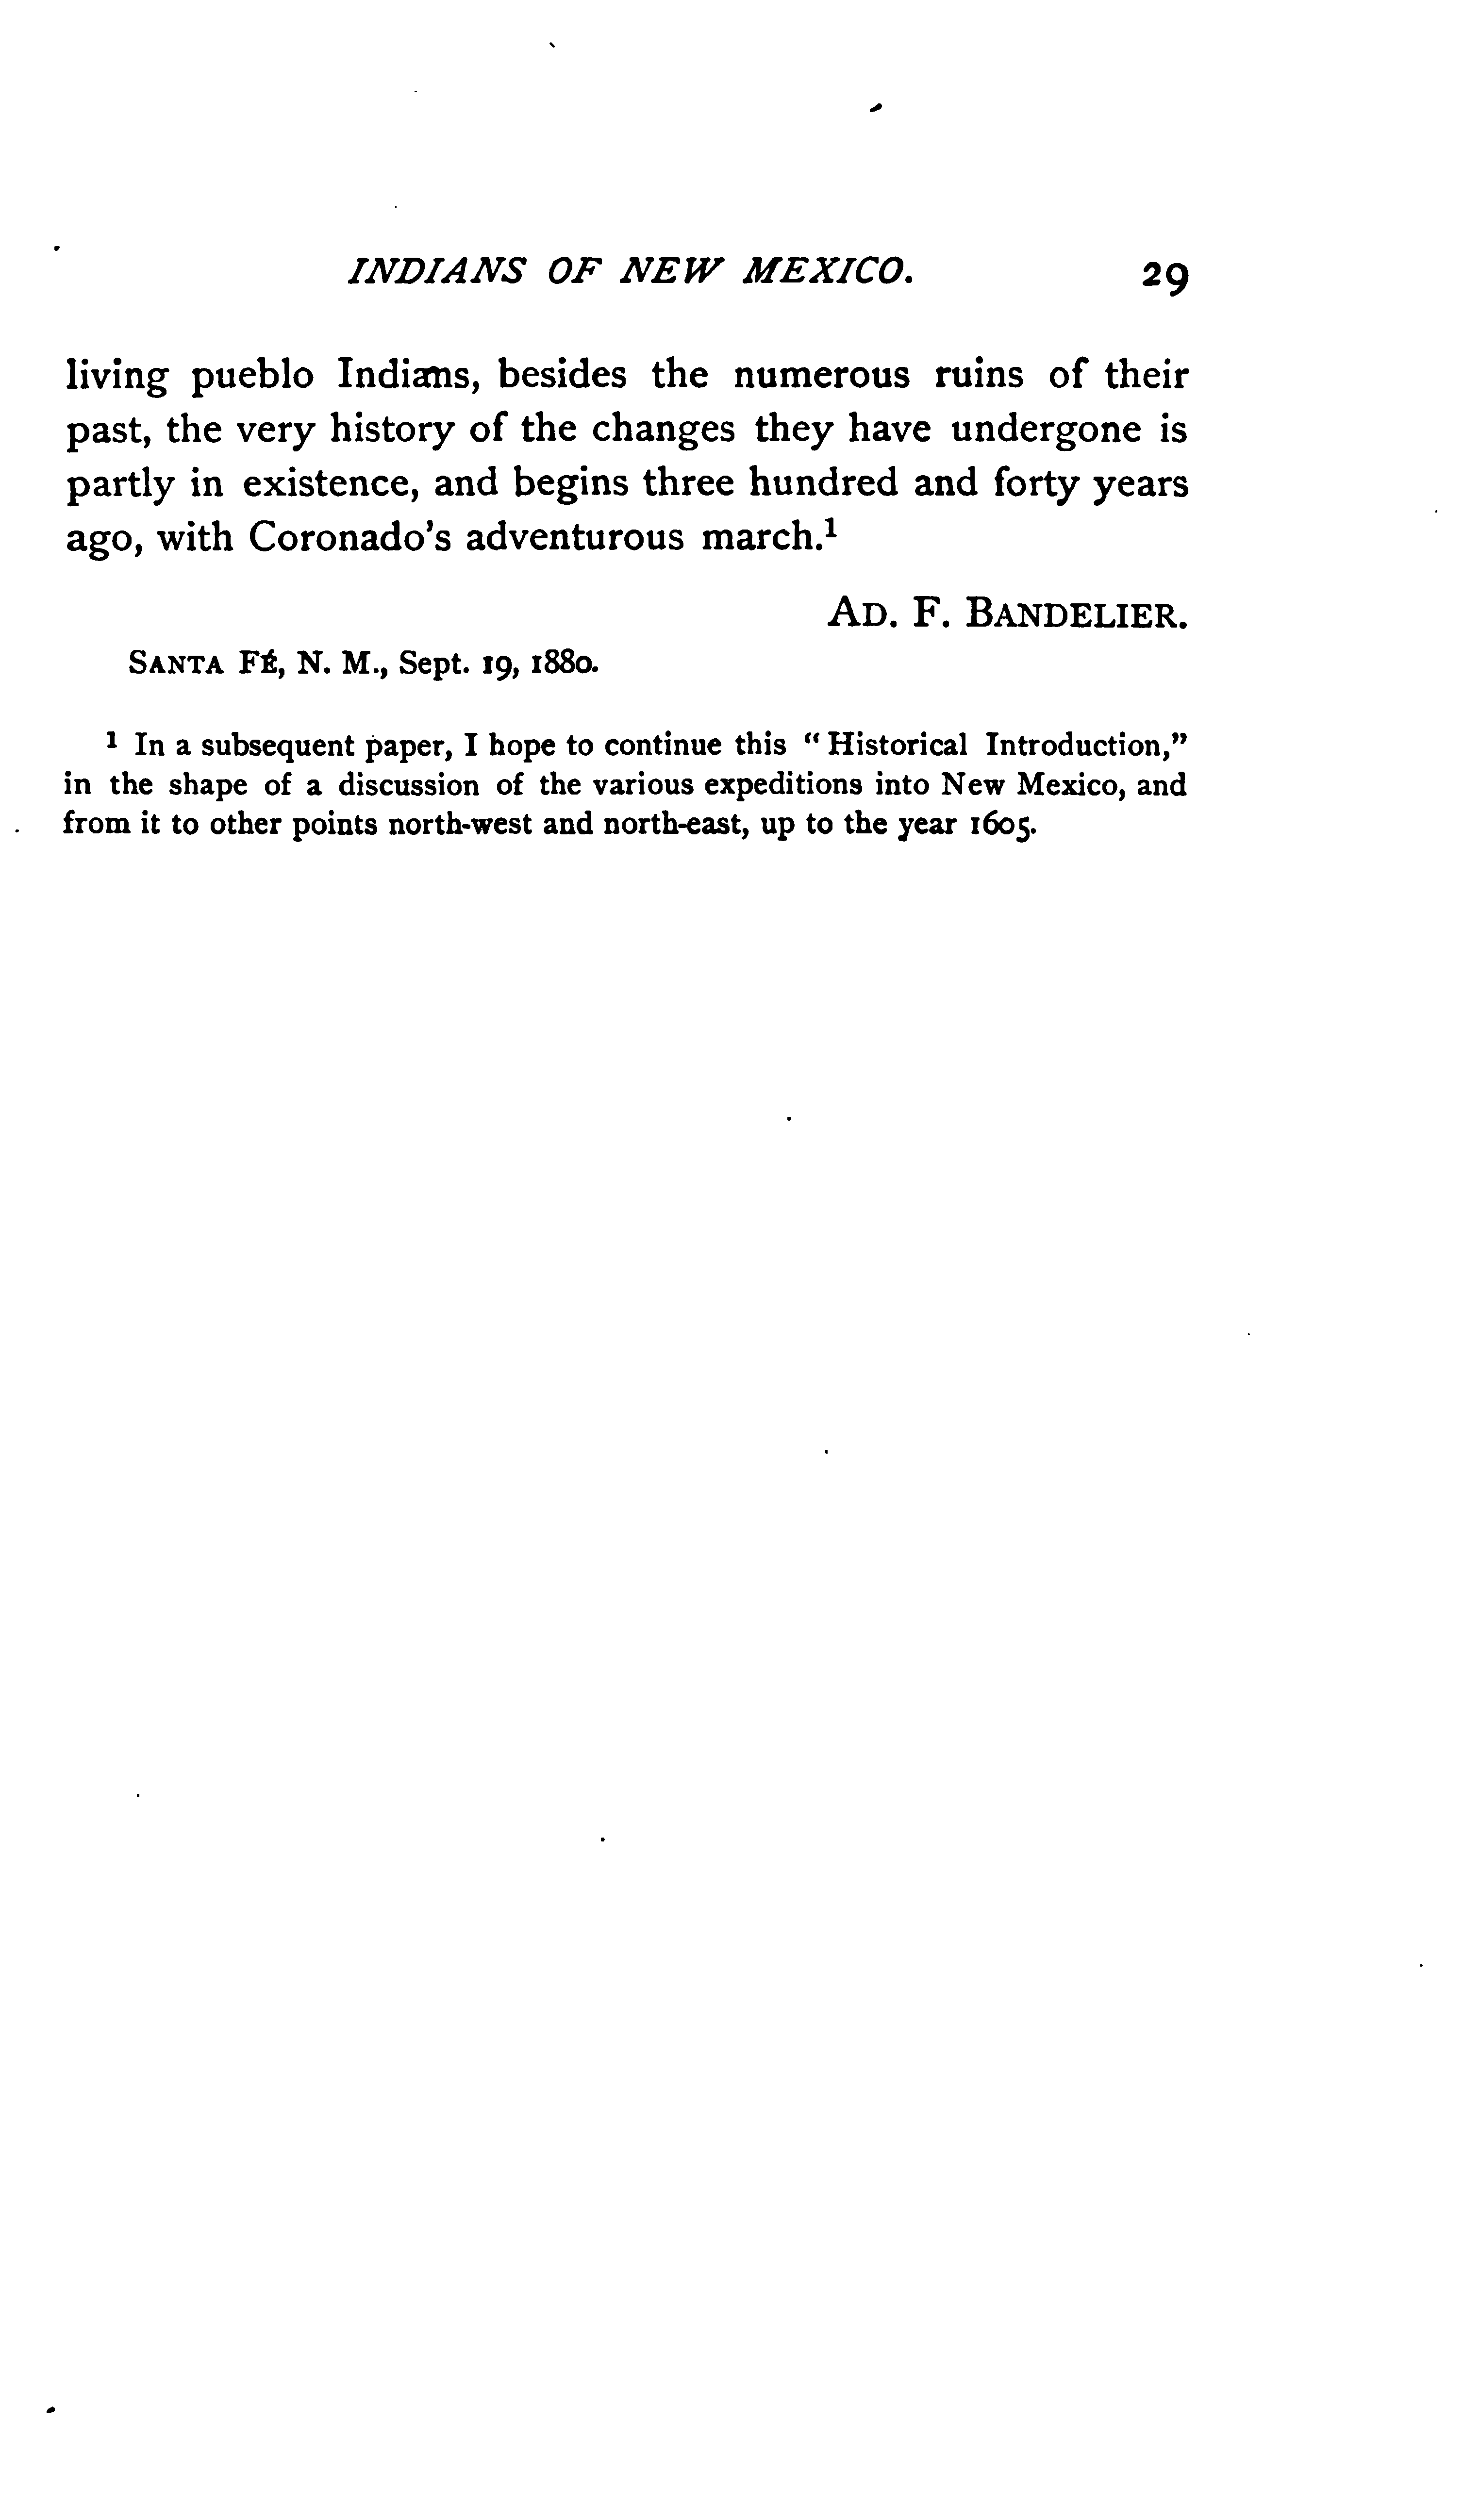 INDIANS OF NEW MEXICO. 29
living pueblo Indians, besides the numerous ruins of their
past, the very history of the changes they have undergone is
partly in existence, and begins three hundred and forty years
ago, with Coronado's adventurous march.¹
AD. F. BANDELIER.
SANTA FÉ, N. M., Sept. 19, 1880.
¹ In a subsequent paper, I hope to continue this “Historical Introduction,”
in the shape of a discussion of the various expeditions into New Mexico, and
from it to other points north-west and north-east, up to the year 1605.